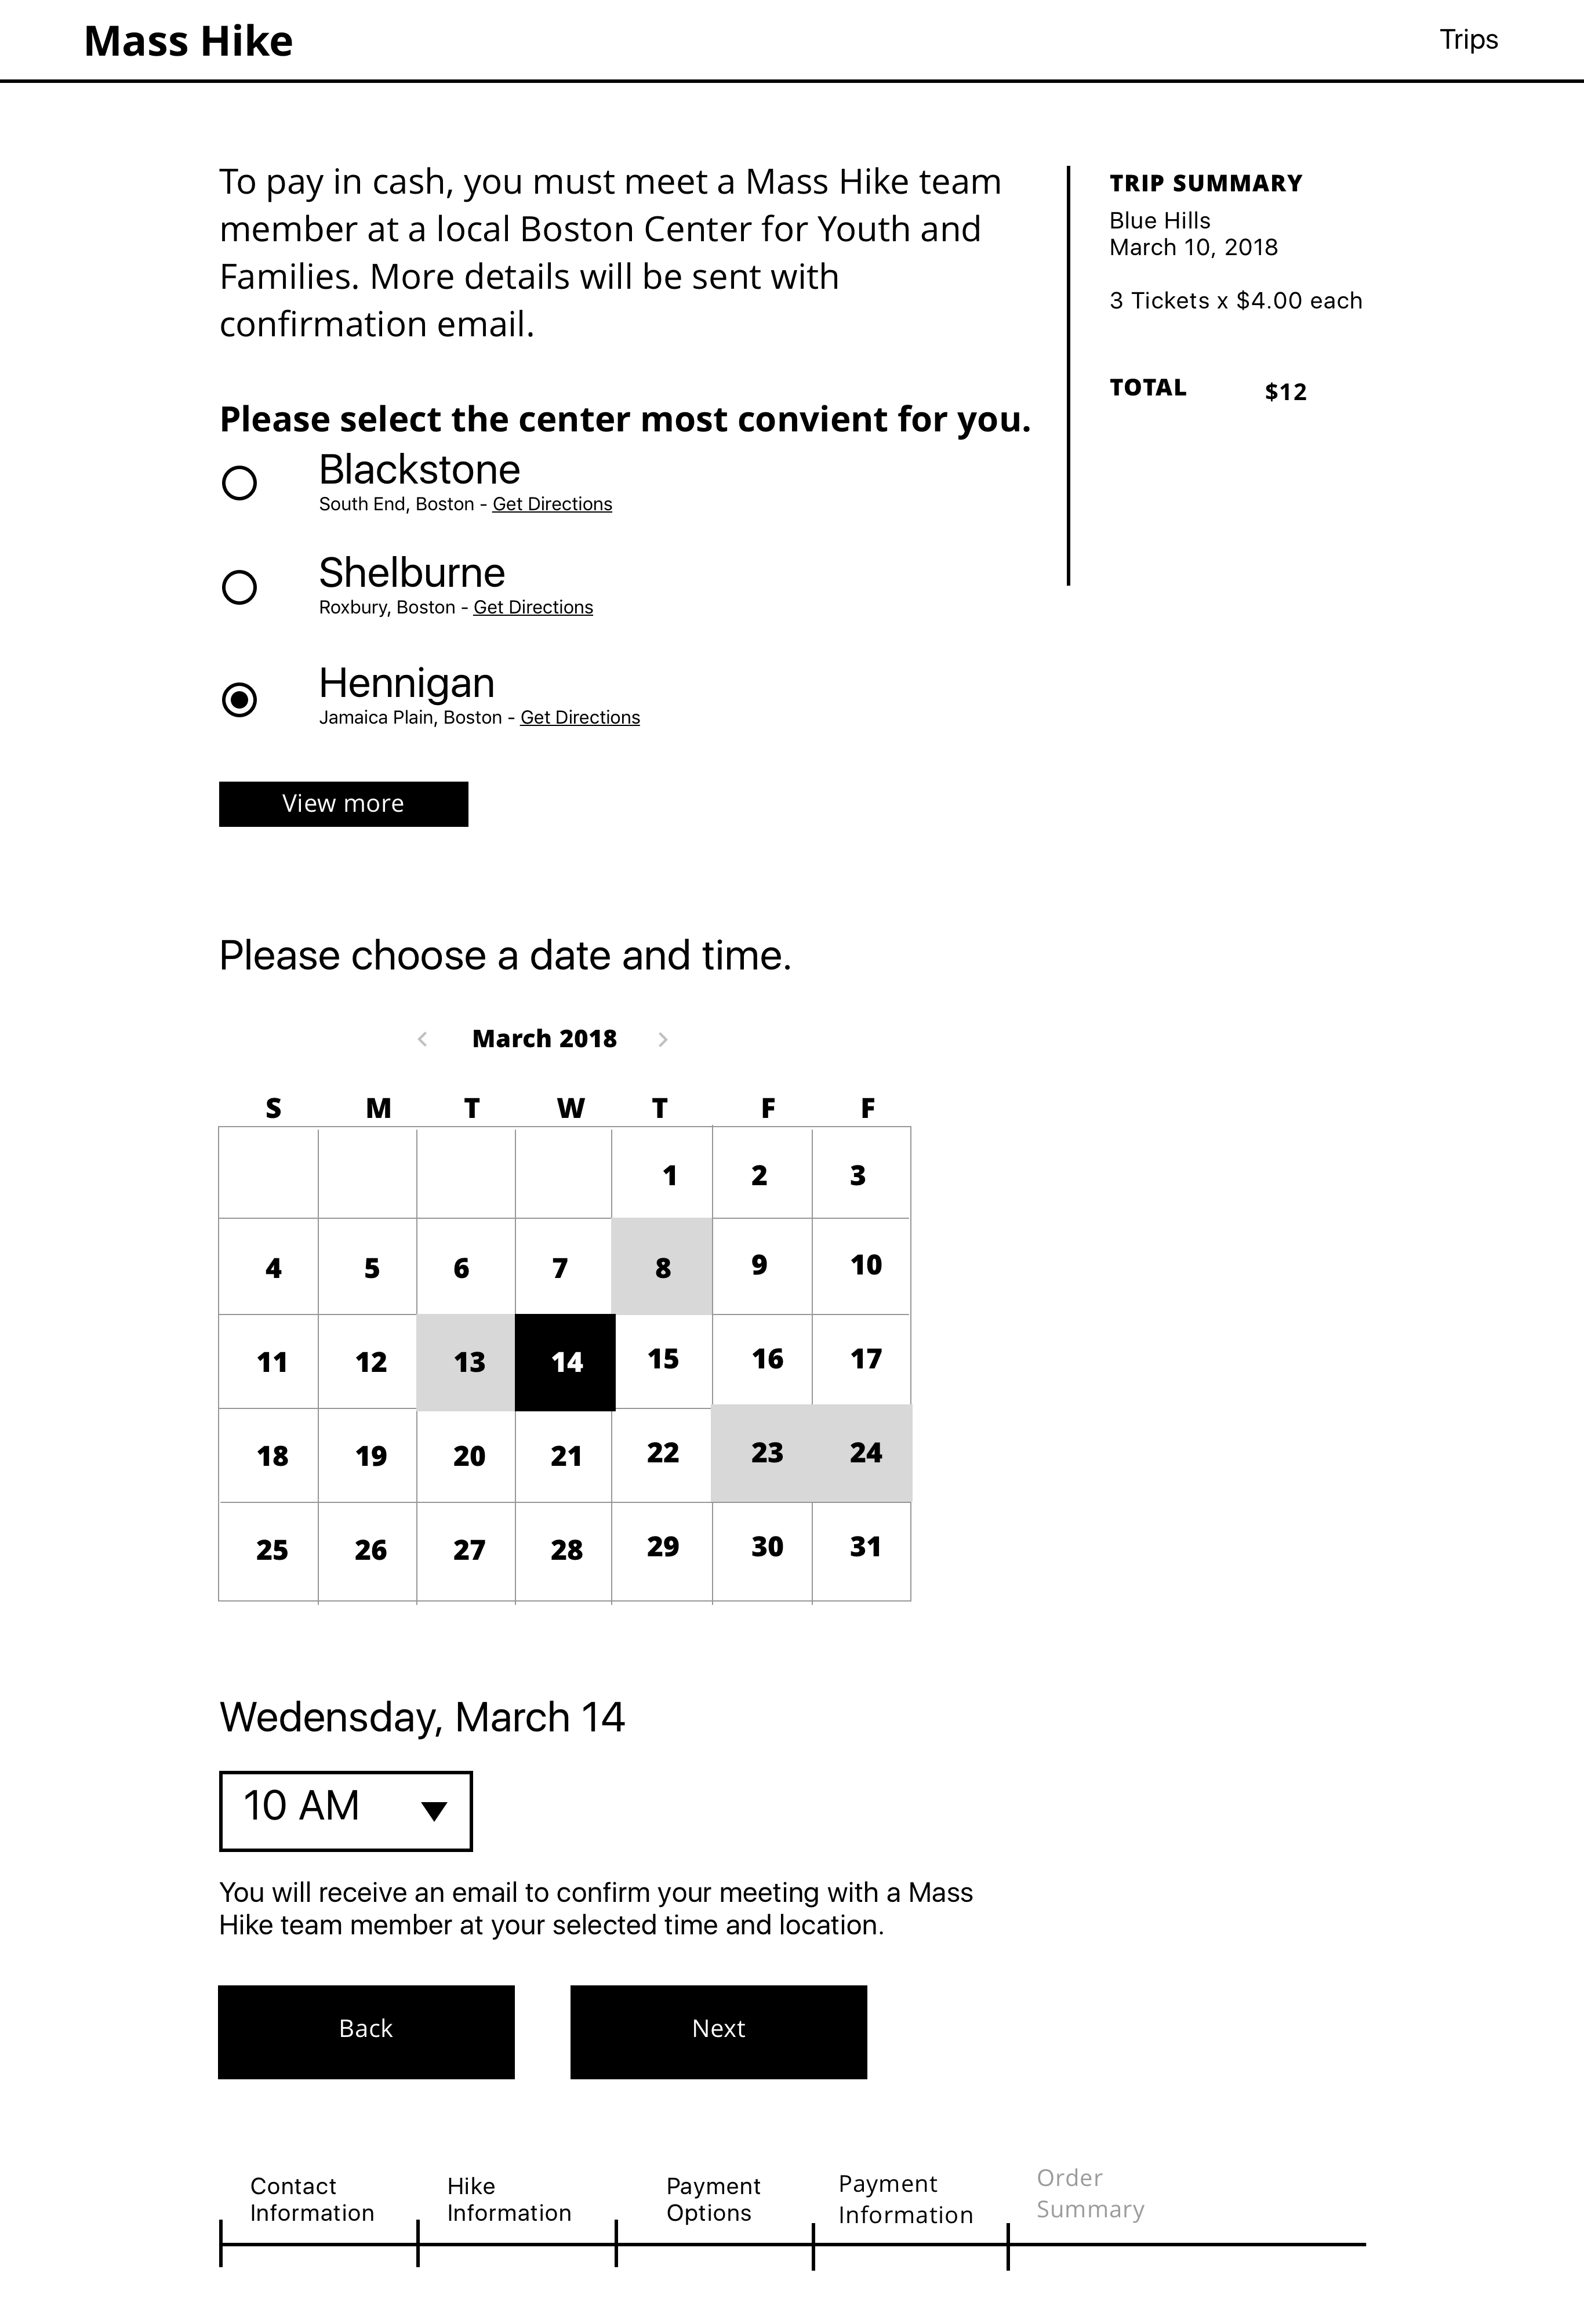 Mass Hike
Trips
To pay in cash, you must meet a Mass Hike team
member at a local Boston Center for Youth and
Families. More details will be sent with
confirmation email.
TRIP SUMMARY
Blue Hills
March 10, 2018
3 Tickets x $4.00 each
TOTAL $12
Please select the center most convient for you.
Blackstone
South End, Boston - Get Directions
Shelburne
Roxbury, Boston - Get Directions
Hennigan
Jamaica Plain, Boston - Get Directions
View more
Please choose a date and time.
< March 2018 >
S M T W T F F
1 2 3
4 5 6 7 8 9 10
11 12 13 14 15 16 17
18 19 20 21 22 23 24
25 26 27 28 29 30 31
Wedensday, March 14
10 AM
You will receive an email to confirm your meeting with a Mass
Hike team member at your selected time and location.
Back Next
Contact
Information
Hike
Information
Payment
Options
Payment
Information
Order
Summary